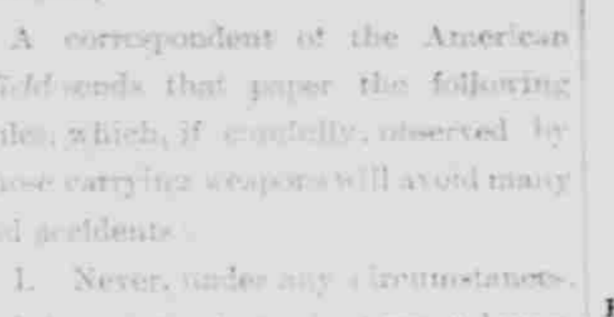 A correspondent of the American
Field sends that paper the following
rules, which, if carefully, observed by
those carrying weapons will avoid many
accidents
1. Never, under any circumstances,